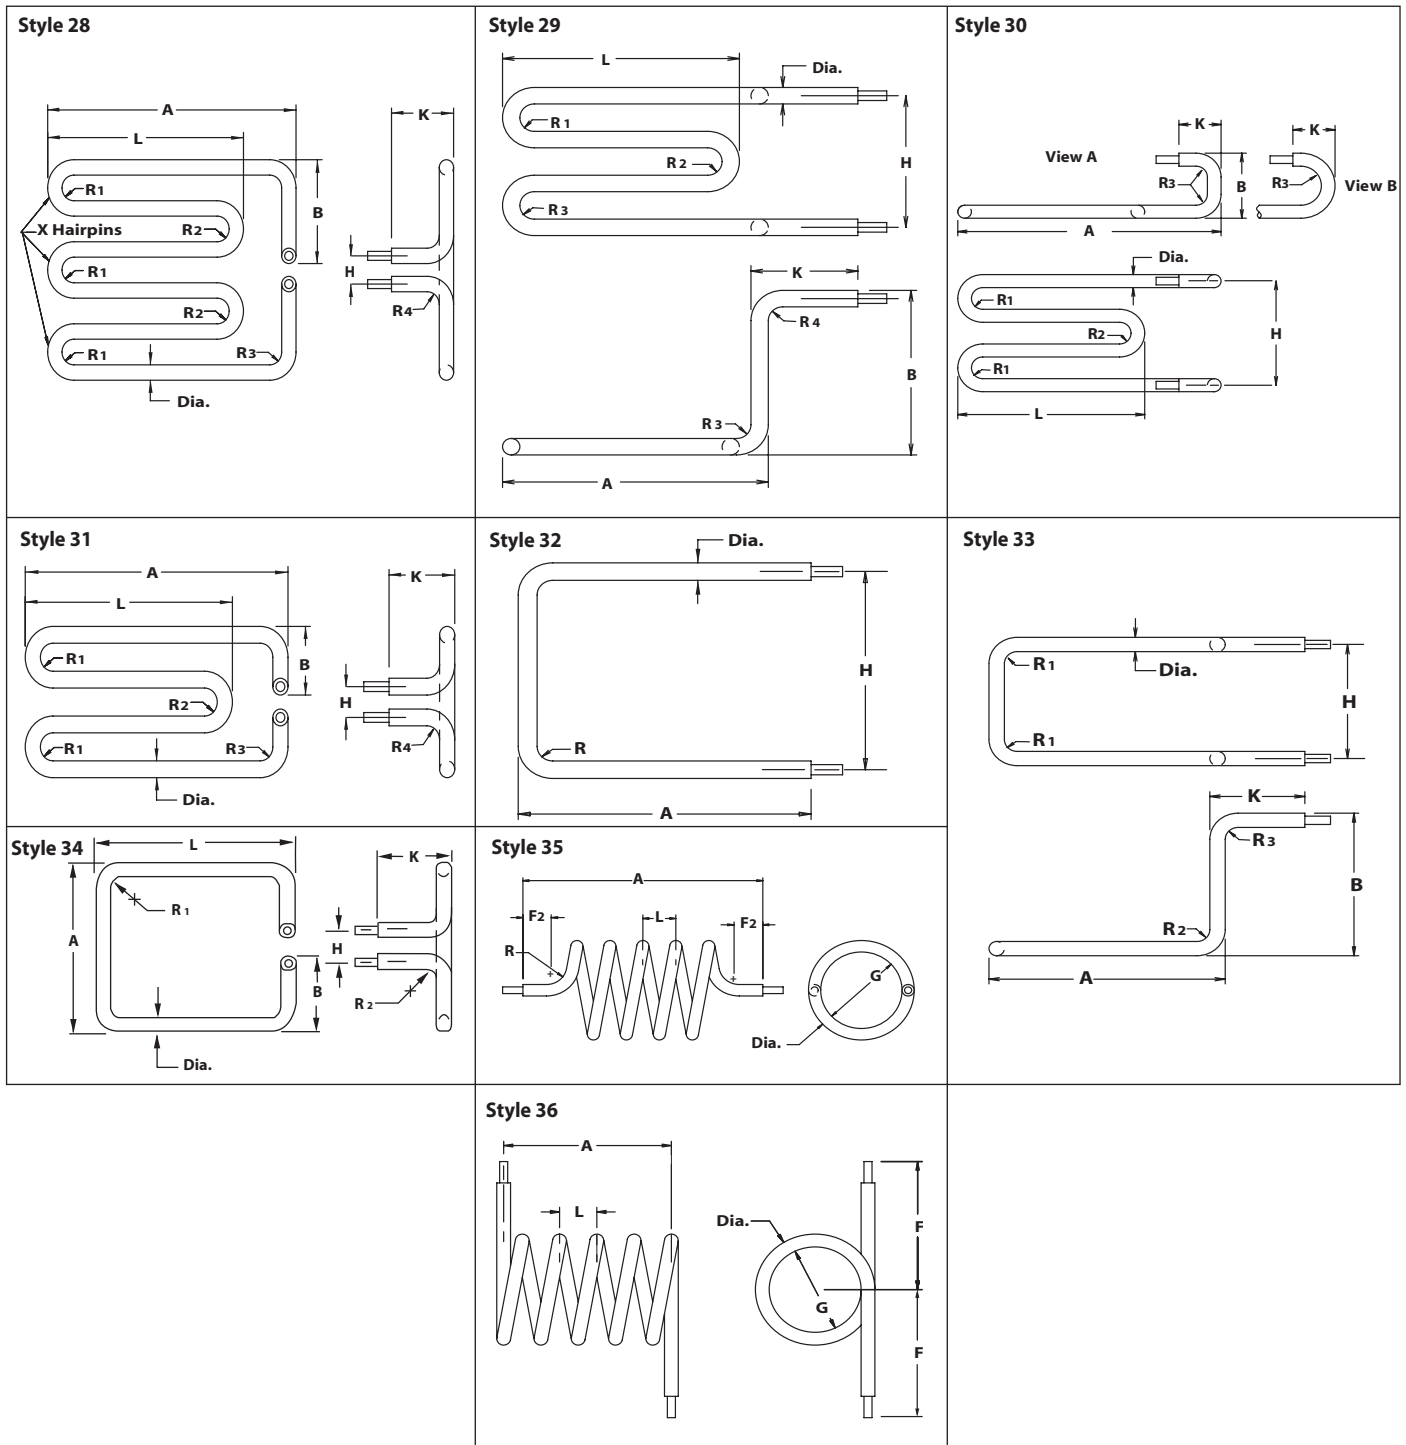 Style 28
A
L
K
R1
X Hairpins
R2
B
R1
H
R2
R4
R1
R3
Dia.
Style 29
L
Dia.
R1
R2
H
R3
K
R4
B
R3
A
Style 30
K
K
View A
R3
B
R3
View B
A
Dia.
R1
R2
H
R1
L
Style 31
A
K
L
R1
B
R2
H
R1
R3
R4
Dia.
Style 32
Dia.
H
R
A
Style 33
R1
Dia.
H
R1
K
R3
B
R2
A
Style 34
L
K
R1
A
H
B
R2
Dia.
Style 35
A
F2
L
F2
R
G
Dia.
Style 36
A
L
Dia.
F
G
F